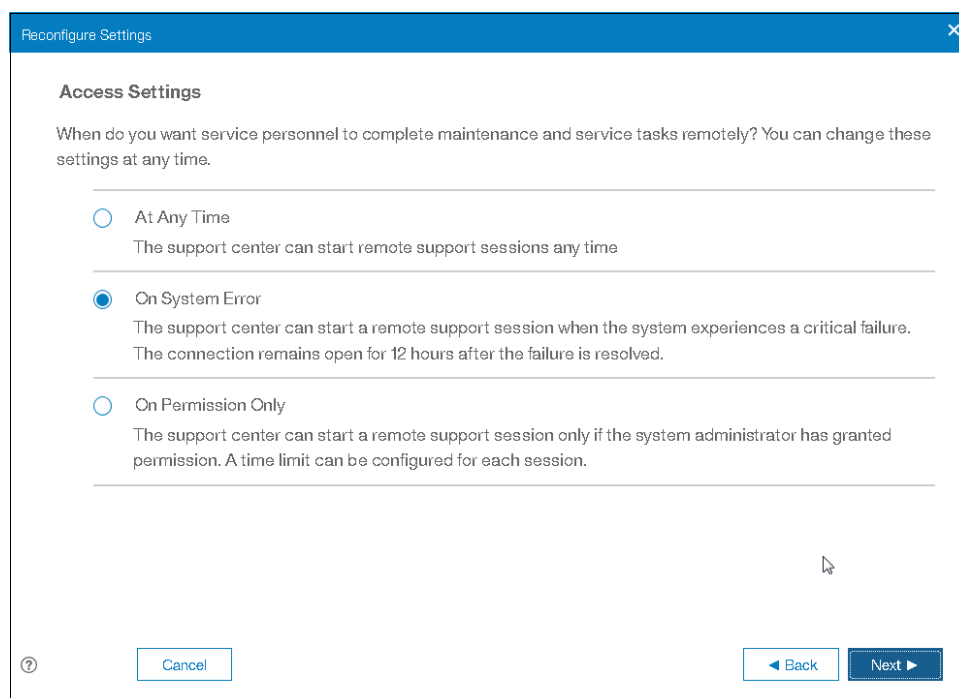 Reconfigure Settings
Access Settings
When do you want service personnel to complete maintenance and service tasks remotely? You can change these
settings at any time.
At Any Time
The support center can start remote support sessions any time
On System Error
The support center can start a remote support session when the system experiences a critical failure.
The connection remains open for 12 hours after the failure is resolved.
On Permission Only
The support center can start a remote support session only if the system administrator has granted
permission. A time limit can be configured for each session.
Cancel
Back
Next